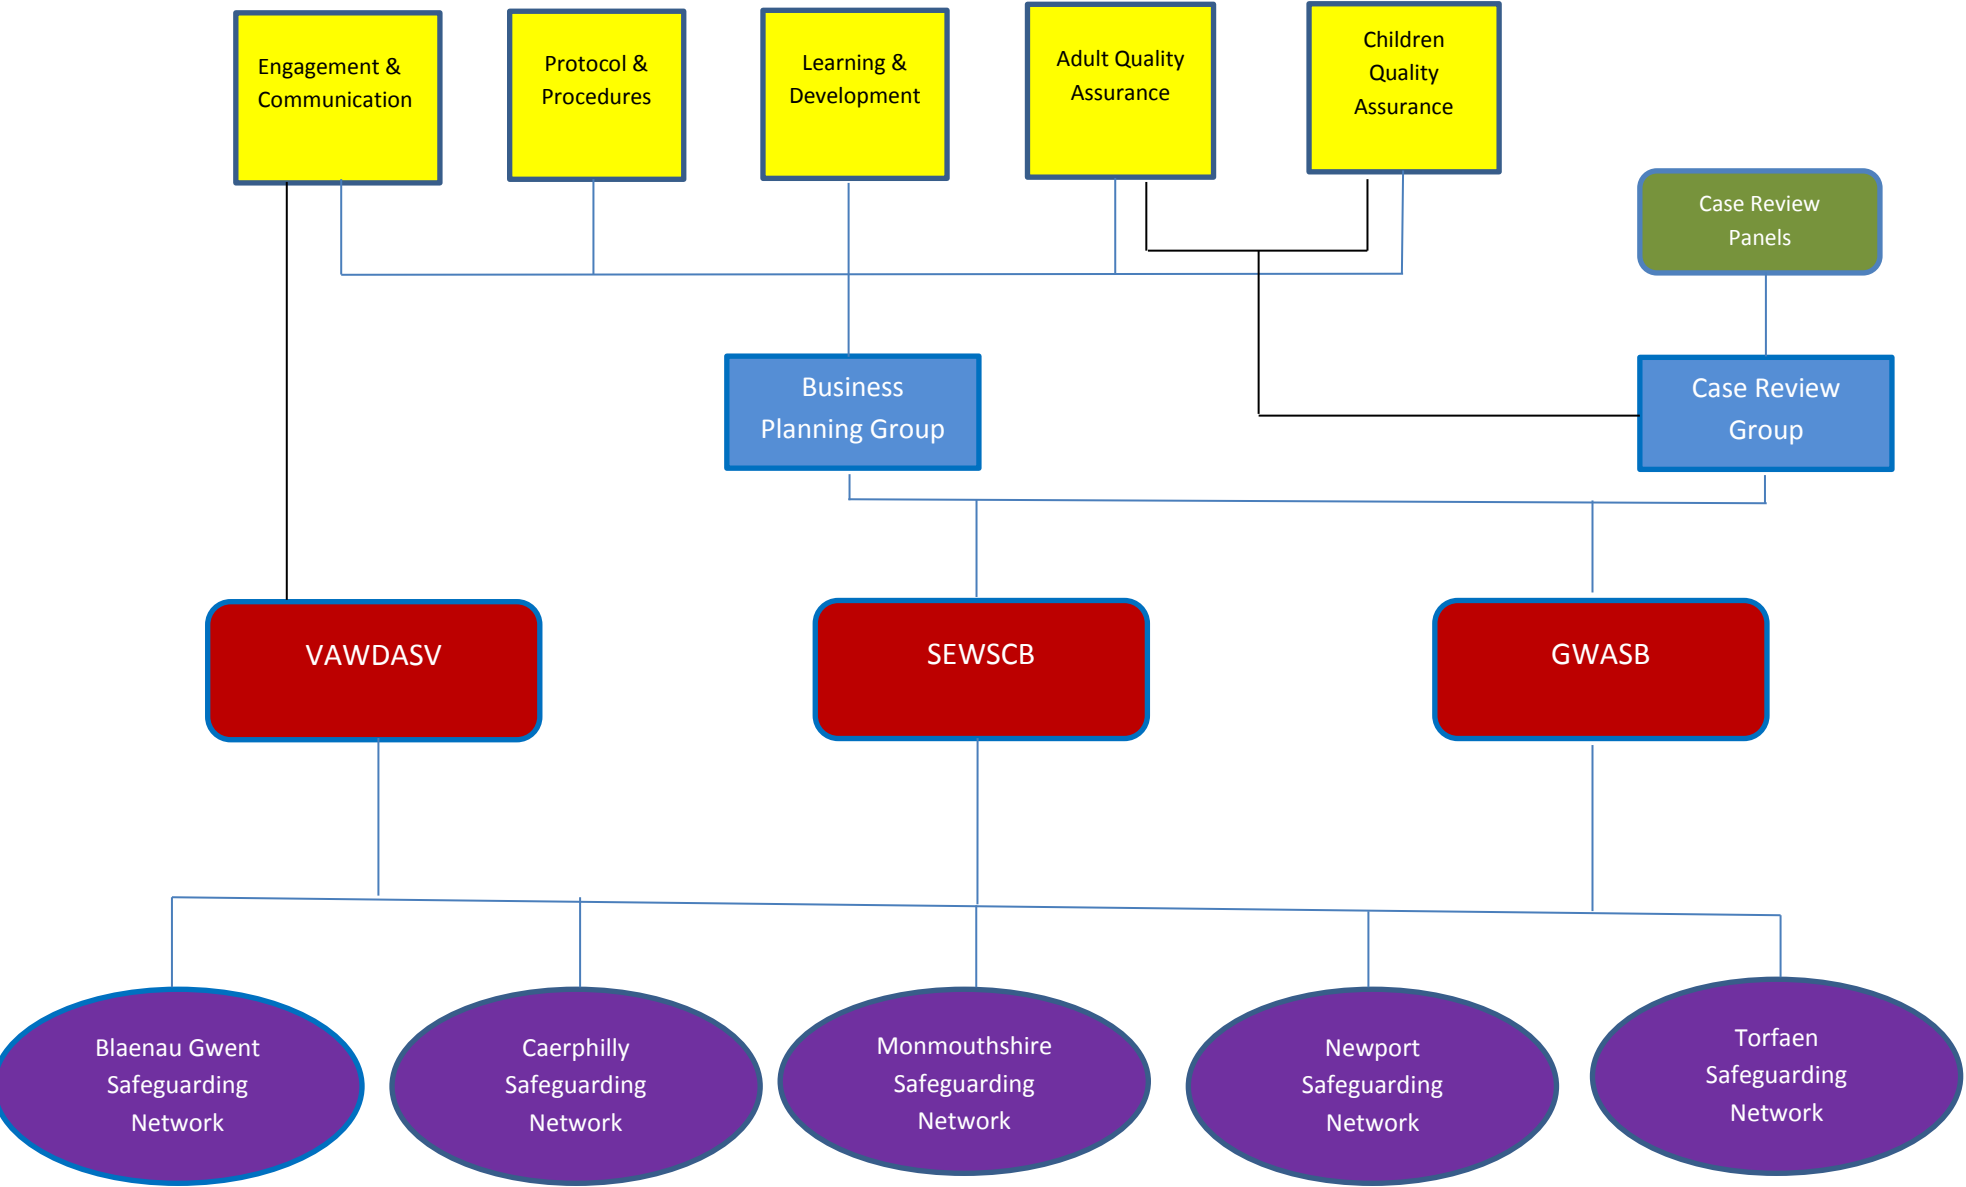 Engagement &
Communication
Protocol &
Procedures
Learning &
Development
Adult Quality
Assurance
Children
Quality
Assurance
Case Review
Panels
Business
Planning Group
Case Review
Group
VAWDASV
SEWSCB
GWASB
Blaenau Gwent
Safeguarding
Network
Caerphilly
Safeguarding
Network
Monmouthshire
Safeguarding
Network
Newport
Safeguarding
Network
Torfaen
Safeguarding
Network